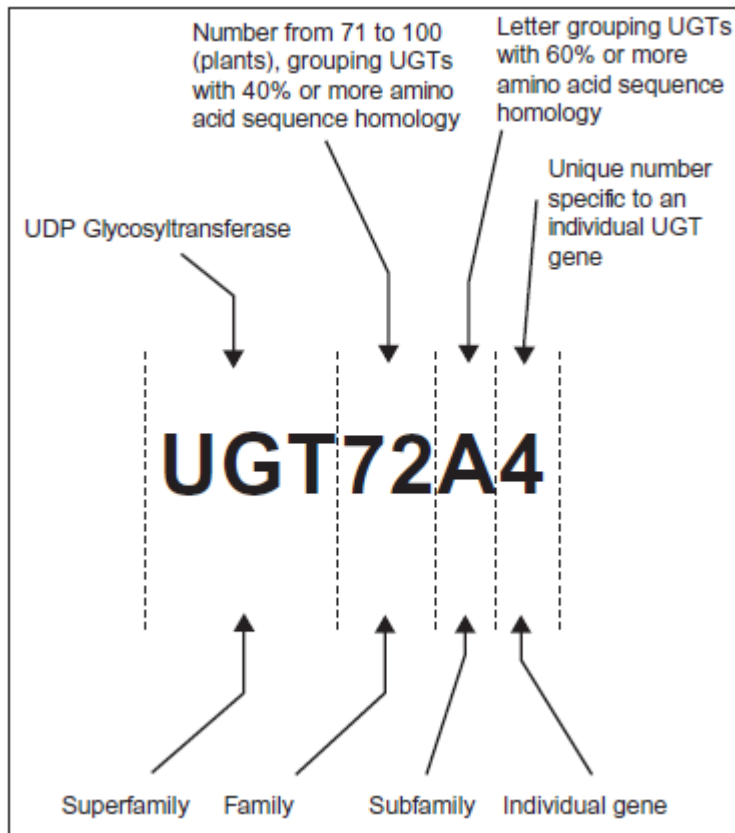 Number from 71 to 100
(plants), grouping UGTs
with 40% or more amino
acid sequence homology
Letter grouping UGTs
with 60% or more
amino acid sequence
homology
Unique number
specific to an
individual UGT
gene
UDP Glycosyltransferase
UGT72A4
Superfamily Family Subfamily Individual gene